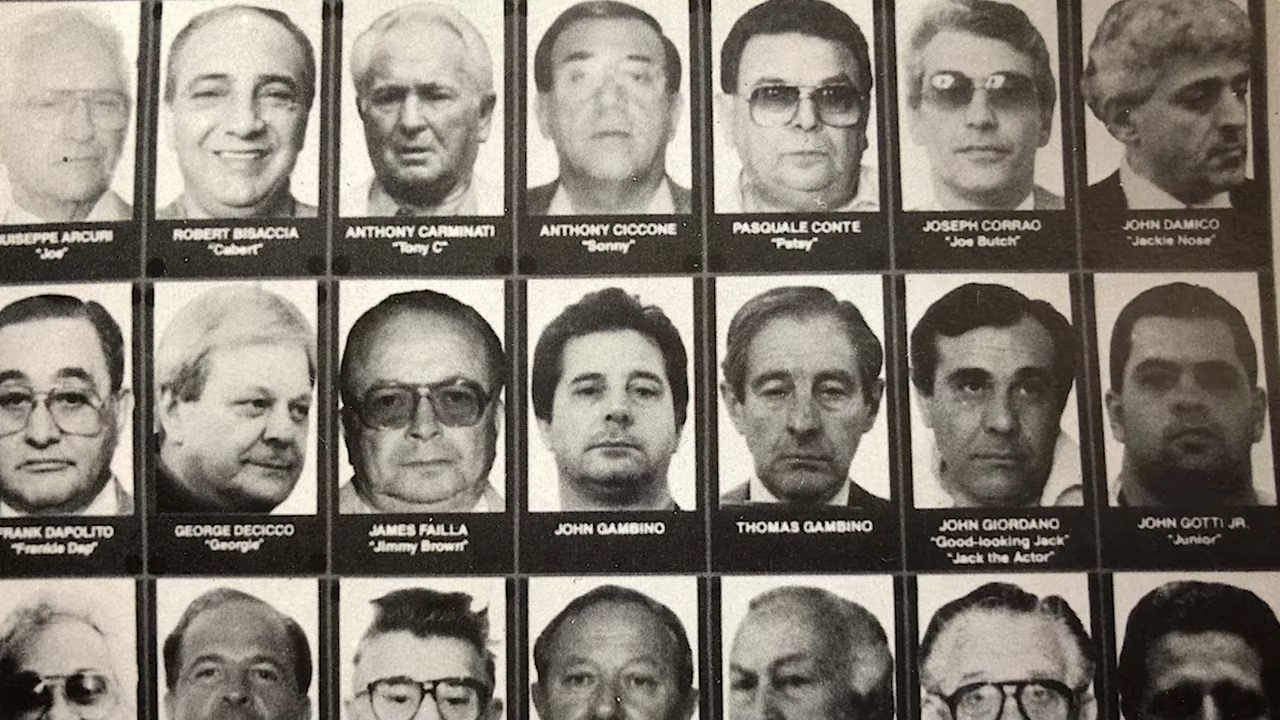 UISEPPE ARCURI
"Joe"
ROBERT BISACCIA
"Cabert"
ANTHONY CARMINATI
"Tony C"
ANTHONY CICCONE
"Sonny"
PASQUALE CONTE
"Patsy"
JOSEPH CORRAO
"Joe Butch"
JOHN DAMICO
"Jackie Nose"
FRANK DAPOLITO
"Frankie Dap"
GEORGE DECICCO
"Georgie"
JAMES FAILLA
"Jimmy Brown"
JOHN GAMBINO
THOMAS GAMBINO
JOHN GIORDANO
"Good-looking Jack"
"Jack the Actor"
JOHN GOTTI JR.
"Junior"